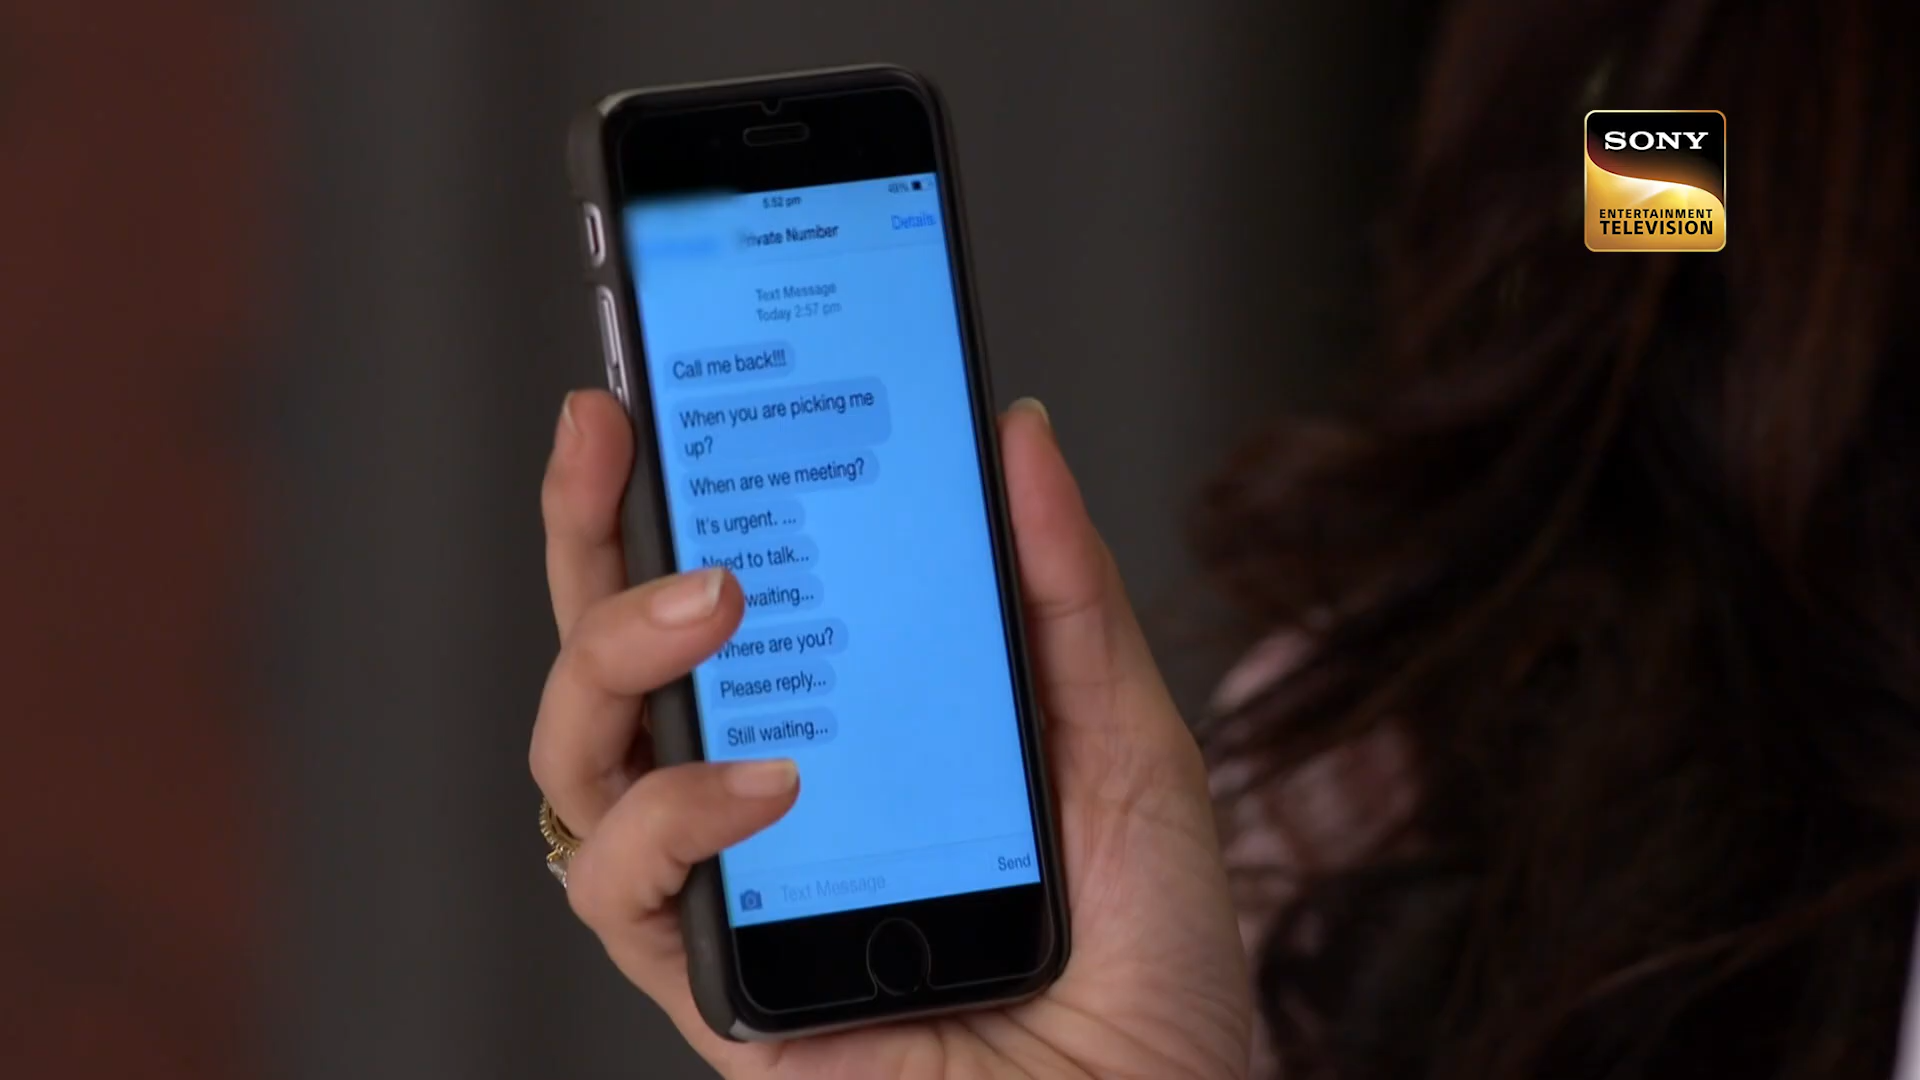 SONY
ENTERTAINMENT
TELEVISION
5.52 pm
Private Number
Details
Text Message
Today 2:57 pm
Call me back!!!
When you are picking me
up?
When are we meeting?
It's urgent. ...
Need to talk...
waiting...
Where are you?
Please reply...
Still waiting...
Text Message
Send